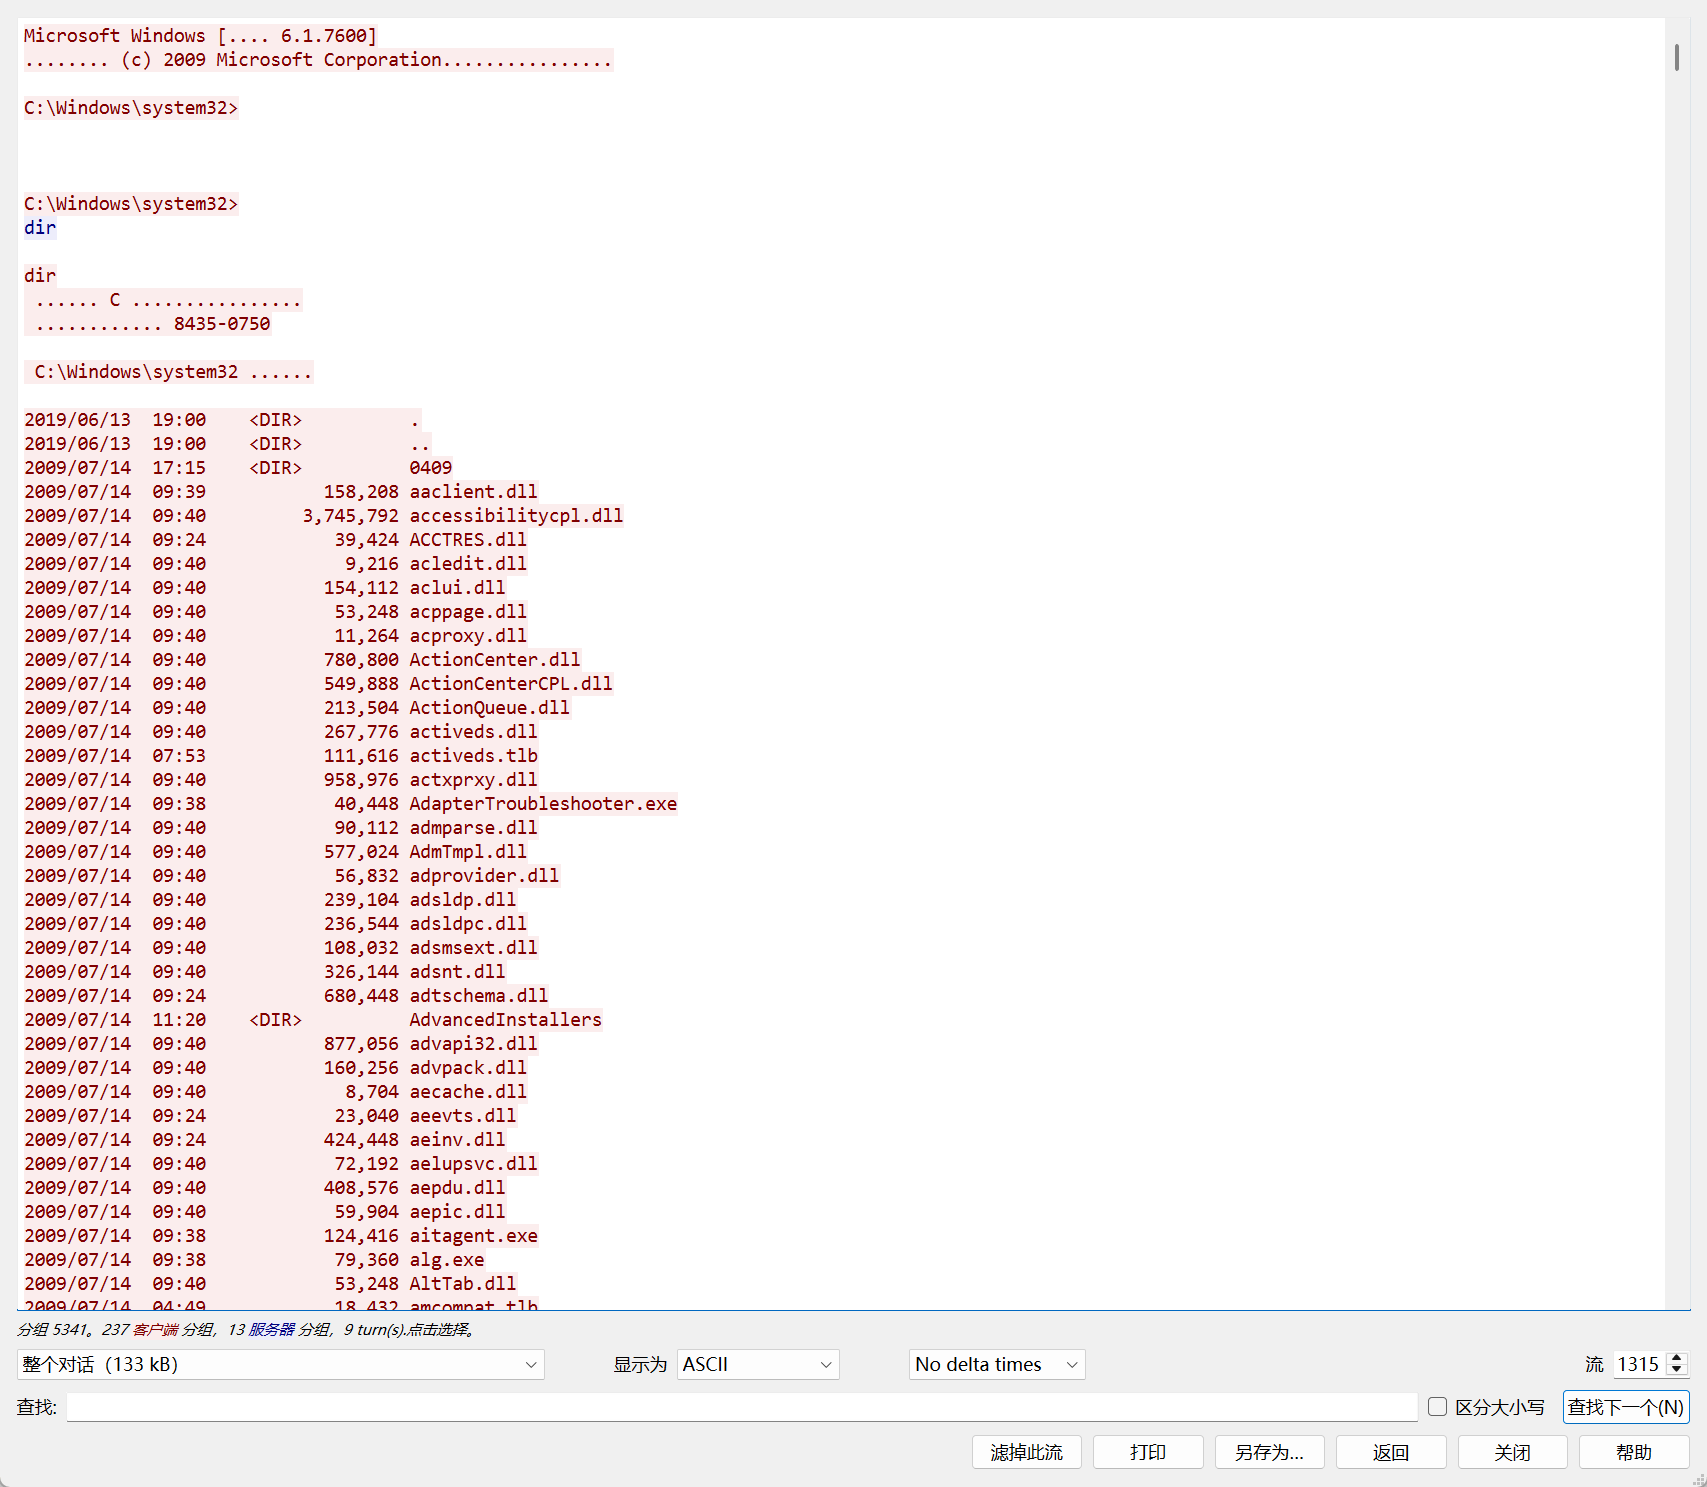 Microsoft Windows [.... 6.1.7600]
........ (c) 2009 Microsoft Corporation................
C:\Windows\system32>
C:\Windows\system32>
dir
dir
...... C ................
............ 8435-0750
C:\Windows\system32 ......
2019/06/13  19:00    <DIR>          .
2019/06/13  19:00    <DIR>          ..
2009/07/14  17:15    <DIR>          0409
2009/07/14  09:39           158,208 aaclient.dll
2009/07/14  09:40         3,745,792 accessibilitycpl.dll
2009/07/14  09:24            39,424 ACCTRES.dll
2009/07/14  09:40             9,216 acledit.dll
2009/07/14  09:40           154,112 aclui.dll
2009/07/14  09:40            53,248 acppage.dll
2009/07/14  09:40            11,264 acproxy.dll
2009/07/14  09:40           780,800 ActionCenter.dll
2009/07/14  09:40           549,888 ActionCenterCPL.dll
2009/07/14  09:40           213,504 ActionQueue.dll
2009/07/14  09:40           267,776 activeds.dll
2009/07/14  07:53           111,616 activeds.tlb
2009/07/14  09:40           958,976 actxprxy.dll
2009/07/14  09:38            40,448 AdapterTroubleshooter.exe
2009/07/14  09:40            90,112 admparse.dll
2009/07/14  09:40           577,024 AdmTmpl.dll
2009/07/14  09:40            56,832 adprovider.dll
2009/07/14  09:40           239,104 adsldp.dll
2009/07/14  09:40           236,544 adsldpc.dll
2009/07/14  09:40           108,032 adsmsext.dll
2009/07/14  09:40           326,144 adsnt.dll
2009/07/14  09:24           680,448 adtschema.dll
2009/07/14  11:20    <DIR>          AdvancedInstallers
2009/07/14  09:40           877,056 advapi32.dll
2009/07/14  09:40           160,256 advpack.dll
2009/07/14  09:40             8,704 aecache.dll
2009/07/14  09:24            23,040 aeevts.dll
2009/07/14  09:24           424,448 aeinv.dll
2009/07/14  09:40            72,192 aelupsvc.dll
2009/07/14  09:40           408,576 aepdu.dll
2009/07/14  09:40            59,904 aepic.dll
2009/07/14  09:38           124,416 aitagent.exe
2009/07/14  09:38            79,360 alg.exe
2009/07/14  09:40            53,248 AltTab.dll
2009/07/14  04:49            18,432 amcompat.tlb
分组 5341。237 客户端 分组，13 服务器 分组，9 turn(s).点击选择。
整个对话（133 kB） 显示为 ASCII No delta times 流 1315
查找: 区分大小写 查找下一个(N)
滤掉此流 打印 另存为... 返回 关闭 帮助